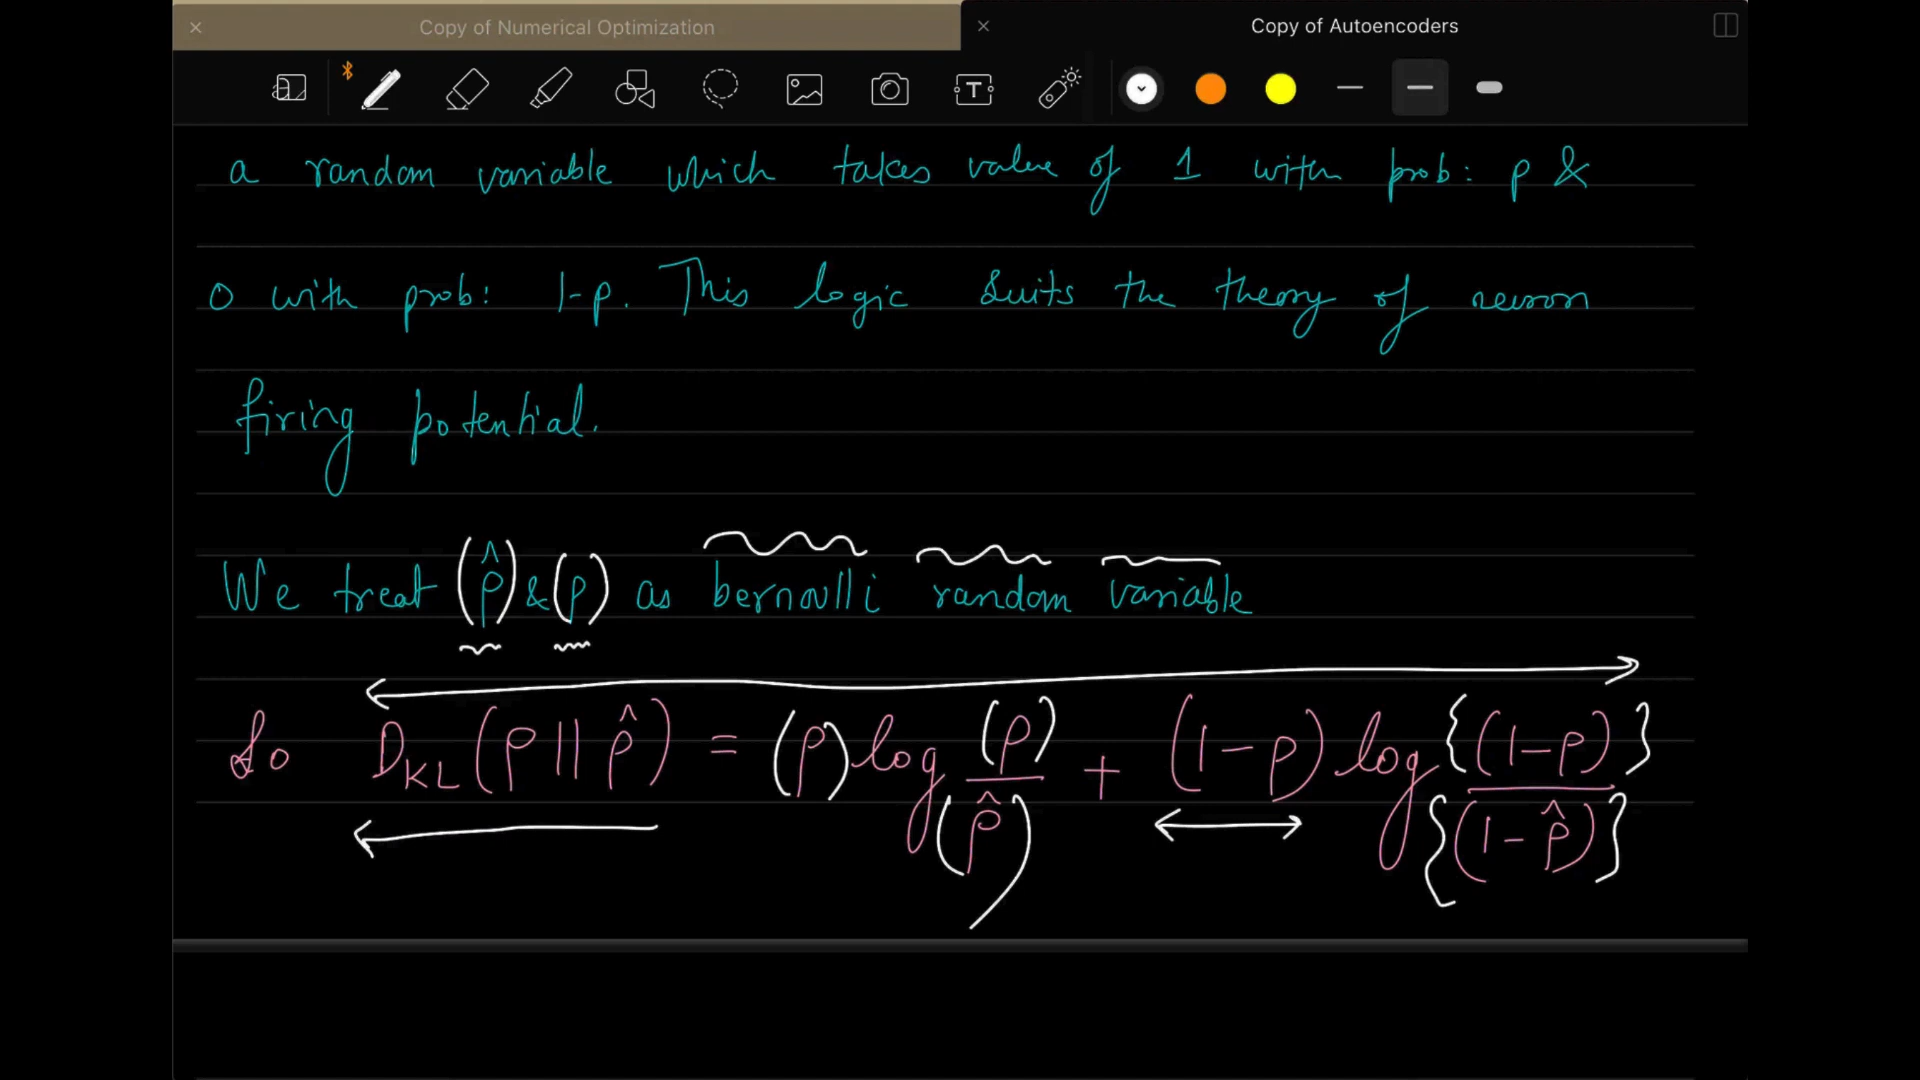 Copy of Numerical Optimization
Copy of Autoencoders
a random variable which takes value of 1 with prob: p &
0 with prob: 1-p. This logic suits the theory of neuron
firing potential.
We treat (p̂) & (p) as bernoulli random variable
So D_KL (p || p̂) = (p) log (p)/(p̂) + (1-p) log {(1-p)}/{(1-p̂)}